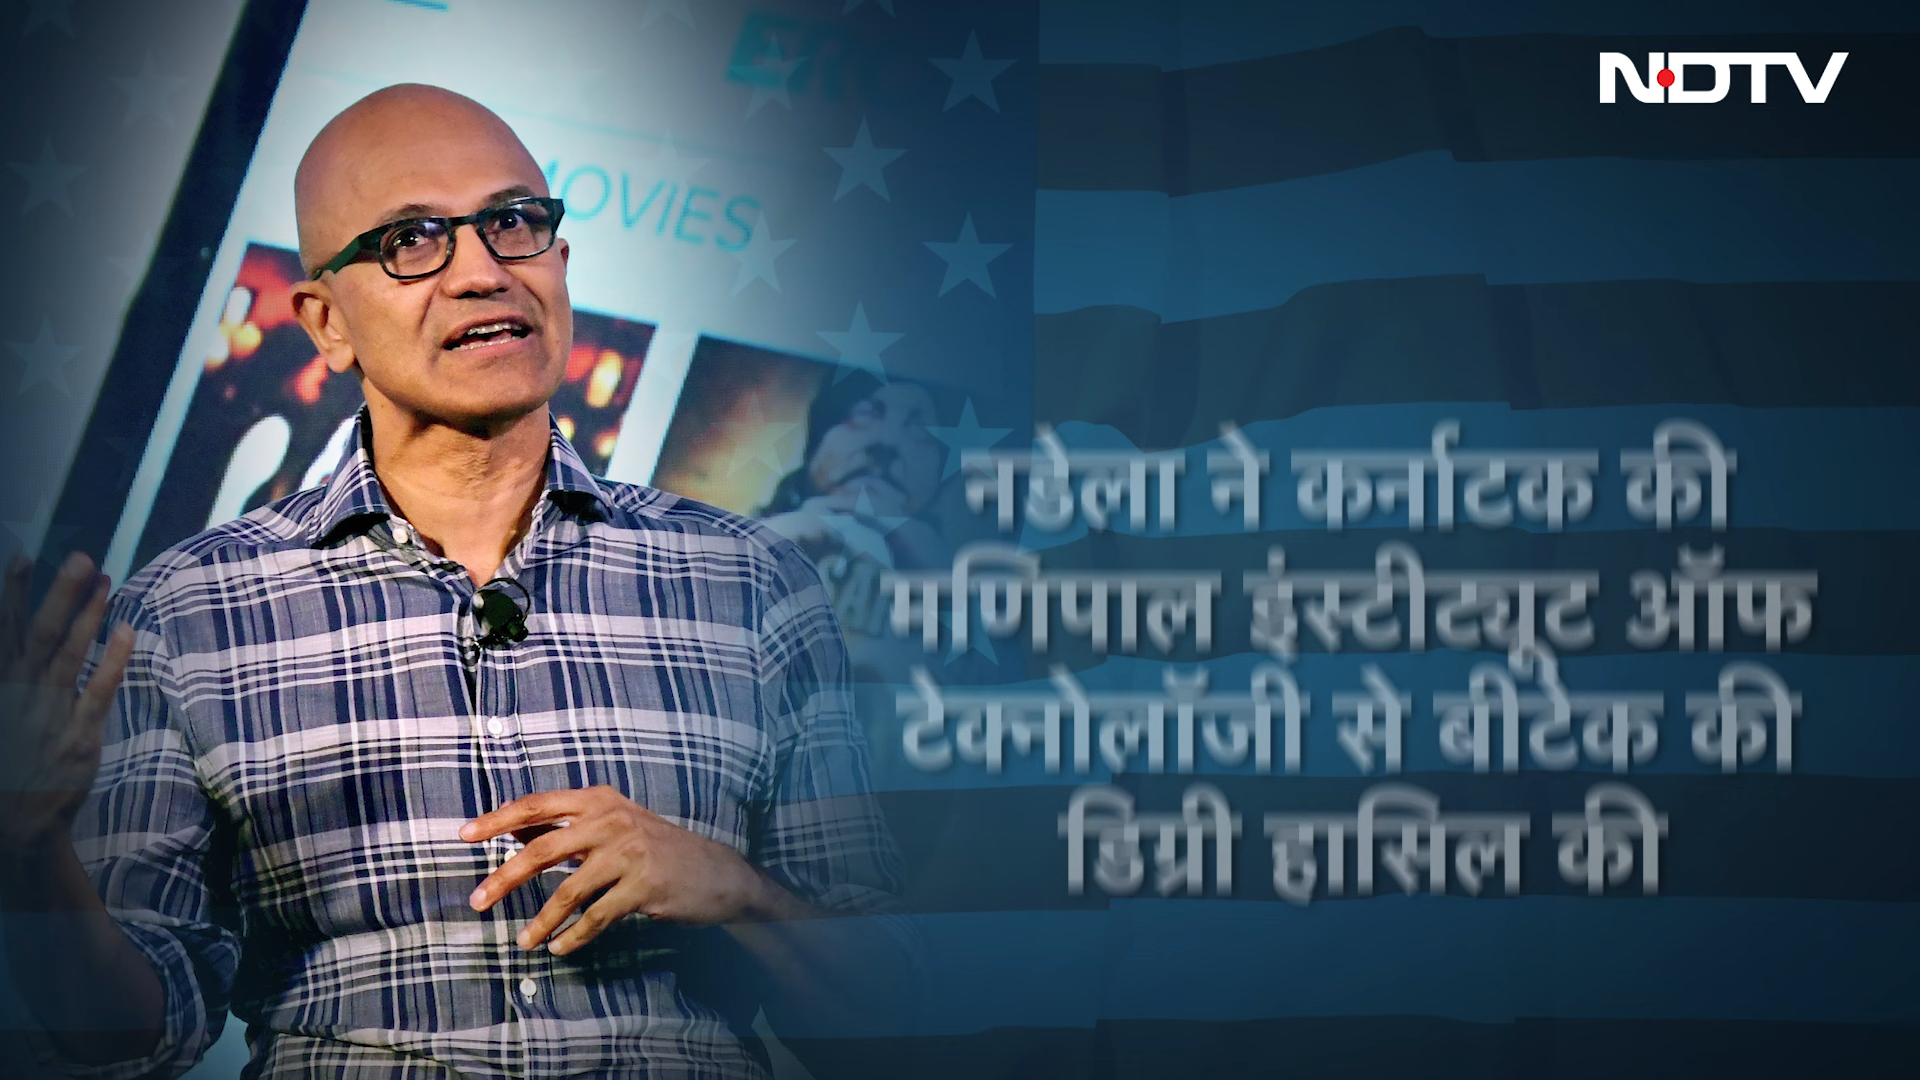 NDTV
MOVIES
नडेला ने कर्नाटक की
मणिपाल इंस्टीट्यूट ऑफ
टेक्नोलॉजी से बीटेक की
डिग्री हासिल की